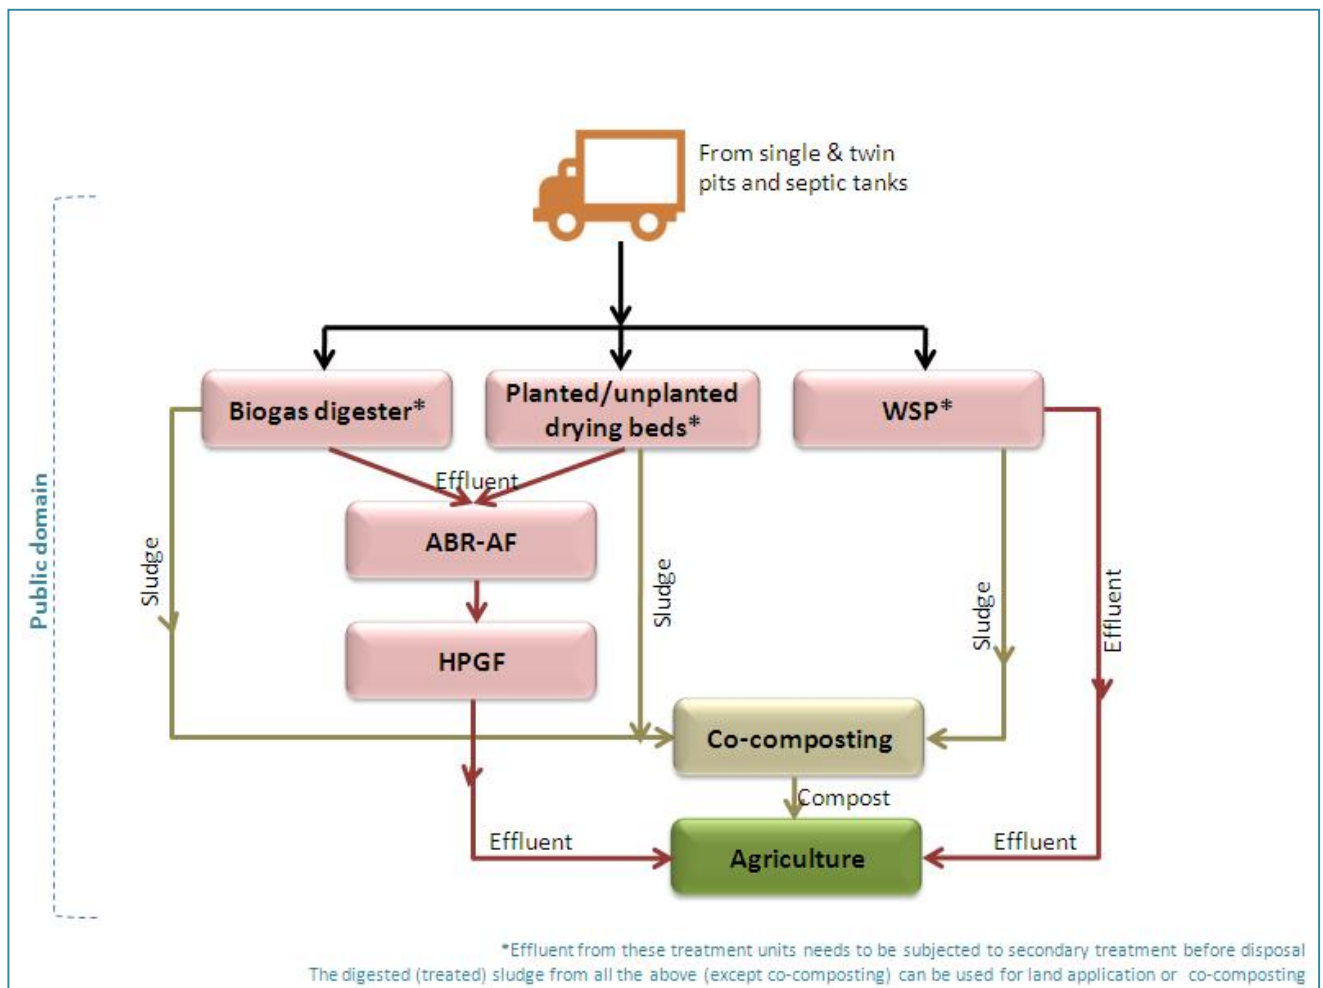 From single & twin
pits and septic tanks
Biogas digester*
Planted/unplanted
drying beds*
WSP*
Effluent
ABR-AF
Public domain
Sludge
Sludge
Sludge
Effluent
HPGF
Co-composting
Compost
Effluent
Effluent
Agriculture
*Effluent from these treatment units needs to be subjected to secondary treatment before disposal
The digested (treated) sludge from all the above (except co-composting) can be used for land application or co-composting